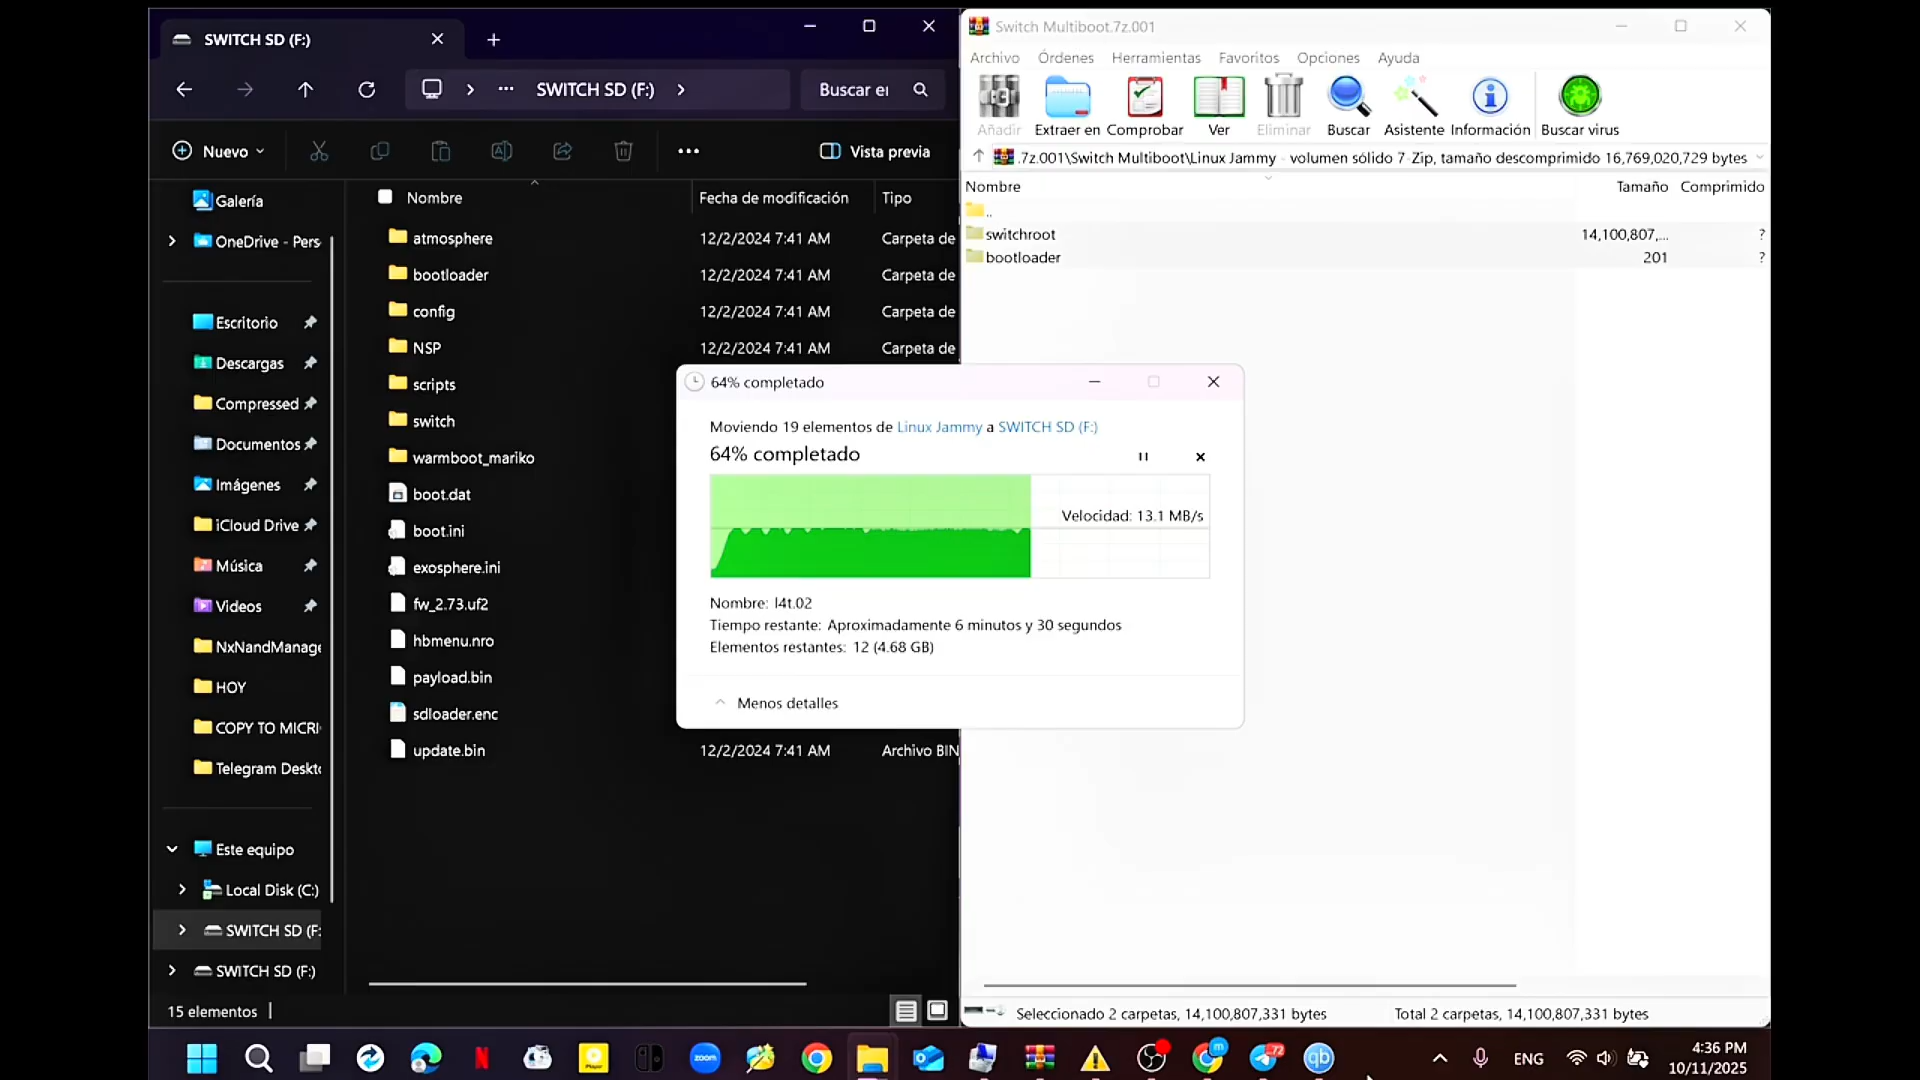 SWITCH SD (F:)
SWITCH SD (F:)
Buscar er
Nuevo
Vista previa
Nombre
Fecha de modificación
Tipo
Galería
OneDrive - Pers
Escritorio
Descargas
Compressed
Documentos
Imágenes
iCloud Drive
Música
Videos
NxNandManage
HOY
COPY TO MICRI
Telegram Deskto
Este equipo
Local Disk (C:)
SWITCH SD (F:
SWITCH SD (F:)
atmosphere 12/2/2024 7:41 AM Carpeta de
bootloader 12/2/2024 7:41 AM Carpeta de
config 12/2/2024 7:41 AM Carpeta de
NSP 12/2/2024 7:41 AM Carpeta de
scripts
switch
warmboot_mariko
boot.dat
boot.ini
exosphere.ini
fw_2.73.uf2
hbmenu.nro
payload.bin
sdloader.enc
update.bin 12/2/2024 7:41 AM Archivo BIN
15 elementos
Switch Multiboot.7z.001
Archivo Órdenes Herramientas Favoritos Opciones Ayuda
Añadir Extraer en Comprobar Ver Eliminar Buscar Asistente Información Buscar virus
.7z.001\Switch Multiboot\Linux Jammy - volumen sólido 7-Zip, tamaño descomprimido 16,769,020,729 bytes
Nombre Tamaño Comprimido
..
switchroot 14,100,807,... ?
bootloader 201 ?
Seleccionado 2 carpetas, 14,100,807,331 bytes
Total 2 carpetas, 14,100,807,331 bytes
64% completado
Moviendo 19 elementos de Linux Jammy a SWITCH SD (F:)
64% completado
Velocidad: 13.1 MB/s
Nombre: l4t.02
Tiempo restante: Aproximadamente 6 minutos y 30 segundos
Elementos restantes: 12 (4.68 GB)
Menos detalles
zoom
m
72
qb
ENG
4:36 PM
10/11/2025